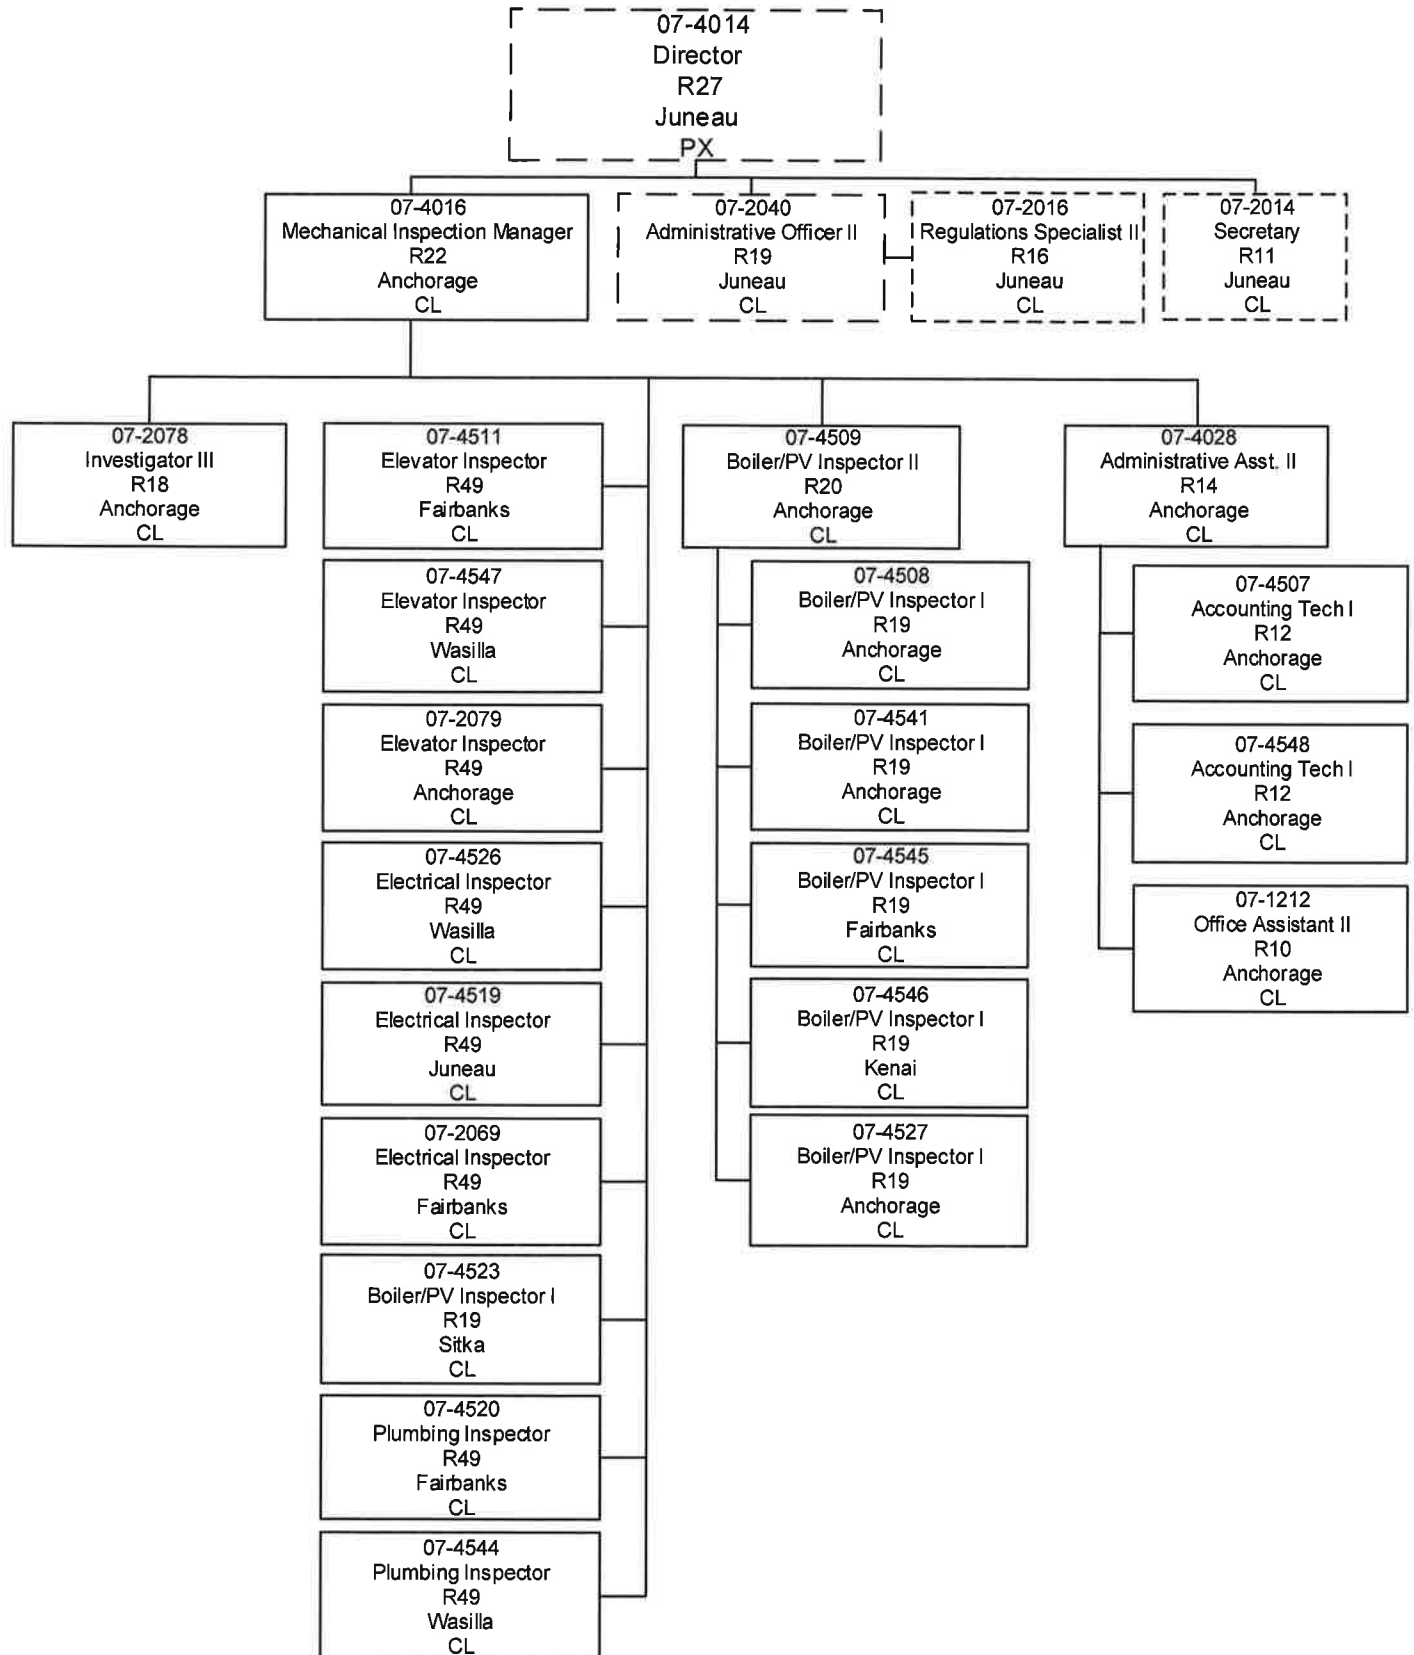 07-4014
Director
R27
Juneau
PX
07-4016
Mechanical Inspection Manager
R22
Anchorage
CL
07-2040
Administrative Officer II
R19
Juneau
CL
07-2016
Regulations Specialist II
R16
Juneau
CL
07-2014
Secretary
R11
Juneau
CL
07-2078
Investigator III
R18
Anchorage
CL
07-4511
Elevator Inspector
R49
Fairbanks
CL
07-4547
Elevator Inspector
R49
Wasilla
CL
07-2079
Elevator Inspector
R49
Anchorage
CL
07-4526
Electrical Inspector
R49
Wasilla
CL
07-4519
Electrical Inspector
R49
Juneau
CL
07-2069
Electrical Inspector
R49
Fairbanks
CL
07-4523
Boiler/PV Inspector I
R19
Sitka
CL
07-4520
Plumbing Inspector
R49
Fairbanks
CL
07-4544
Plumbing Inspector
R49
Wasilla
CL
07-4509
Boiler/PV Inspector II
R20
Anchorage
CL
07-4508
Boiler/PV Inspector I
R19
Anchorage
CL
07-4541
Boiler/PV Inspector I
R19
Anchorage
CL
07-4545
Boiler/PV Inspector I
R19
Fairbanks
CL
07-4546
Boiler/PV Inspector I
R19
Kenai
CL
07-4527
Boiler/PV Inspector I
R19
Anchorage
CL
07-4028
Administrative Asst. II
R14
Anchorage
CL
07-4507
Accounting Tech I
R12
Anchorage
CL
07-4548
Accounting Tech I
R12
Anchorage
CL
07-1212
Office Assistant II
R10
Anchorage
CL